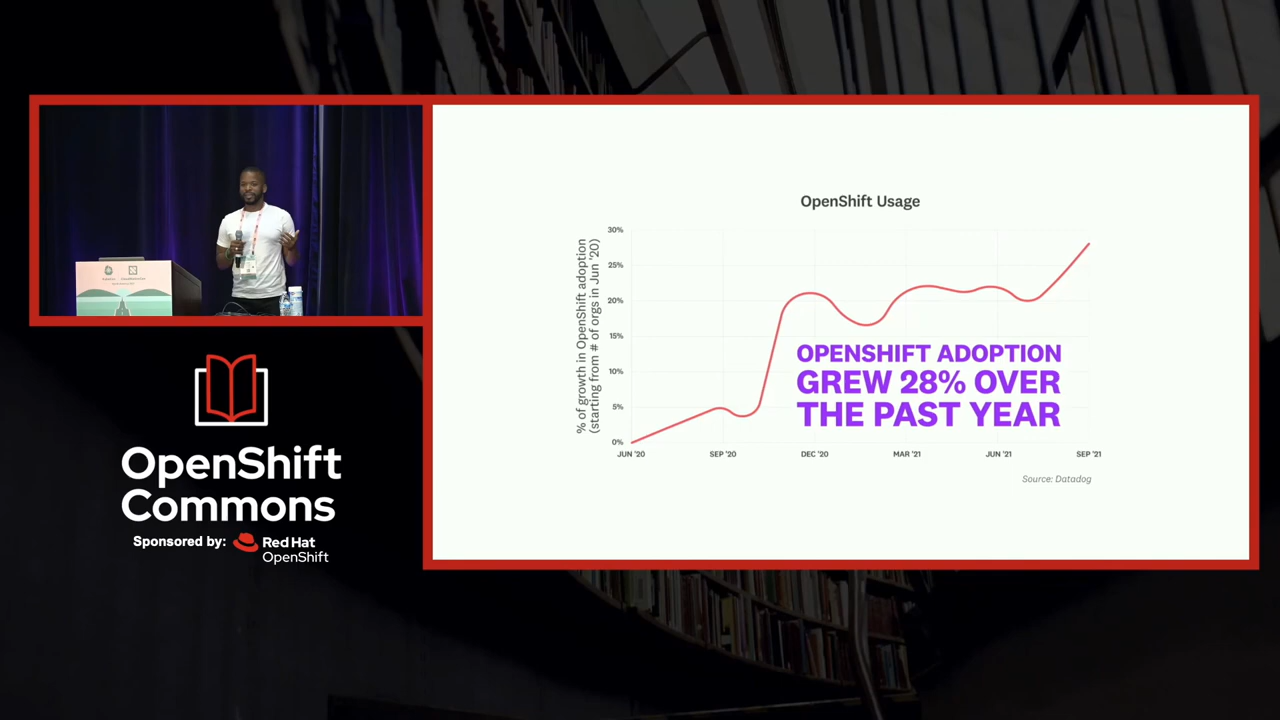 OpenShift Usage
% of growth in OpenShift adoption
(starting from # of orgs in Jun '20)
30%
25%
20%
15%
10%
5%
0%
OPENSHIFT ADOPTION
GREW 28% OVER
THE PAST YEAR
JUN '20 SEP '20 DEC '20 MAR '21 JUN '21 SEP '21
Source: Datadog
OpenShift
Commons
Sponsored by: Red Hat
OpenShift